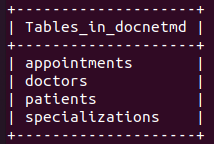 +--------------------+
| Tables_in_docnetmd |
+--------------------+
| appointments       |
| doctors            |
| patients           |
| specializations    |
+--------------------+